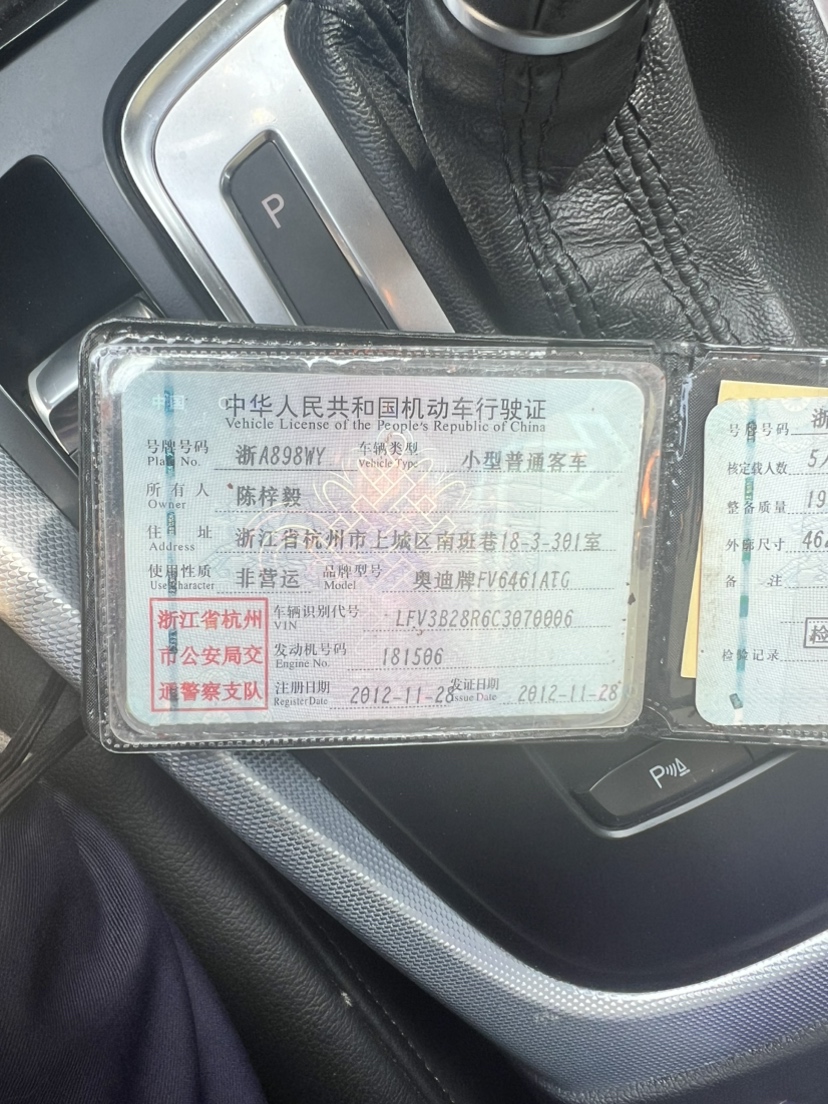 P
中华人民共和国机动车行驶证
Vehicle License of the People's Republic of China
号牌号码 浙A898WY 车辆类型 小型普通客车
Plate No. Vehicle Type
所有人 陈梓毅
Owner
住址 浙江省杭州市上城区南班巷18-3-301室
Address
使用性质 非营运 品牌型号 奥迪牌FV6461ATG
Use Character Model
浙江省杭州
市公安局交
通警察支队
车辆识别代号 LFV3B28R6C3070006
VIN
发动机号码 181506
Engine No.
注册日期 2012-11-28 发证日期 2012-11-28
Register Date Issue Date
号牌号码 浙
核定载人数 5
整备质量 19
外廓尺寸 46
备注
检验记录
检
P